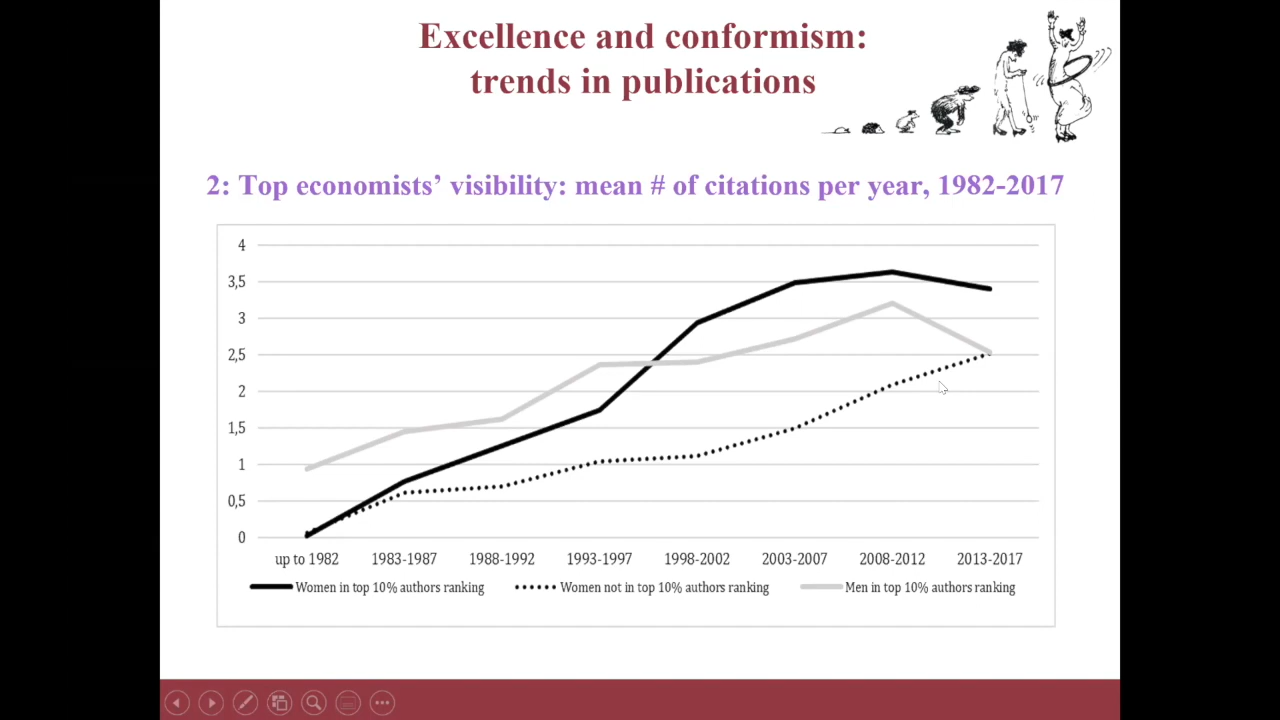 Excellence and conformism:
trends in publications
2: Top economists’ visibility: mean # of citations per year, 1982-2017
4
3,5
3
2,5
2
1,5
1
0,5
0
up to 1982 1983-1987 1988-1992 1993-1997 1998-2002 2003-2007 2008-2012 2013-2017
Women in top 10% authors ranking Women not in top 10% authors ranking Men in top 10% authors ranking